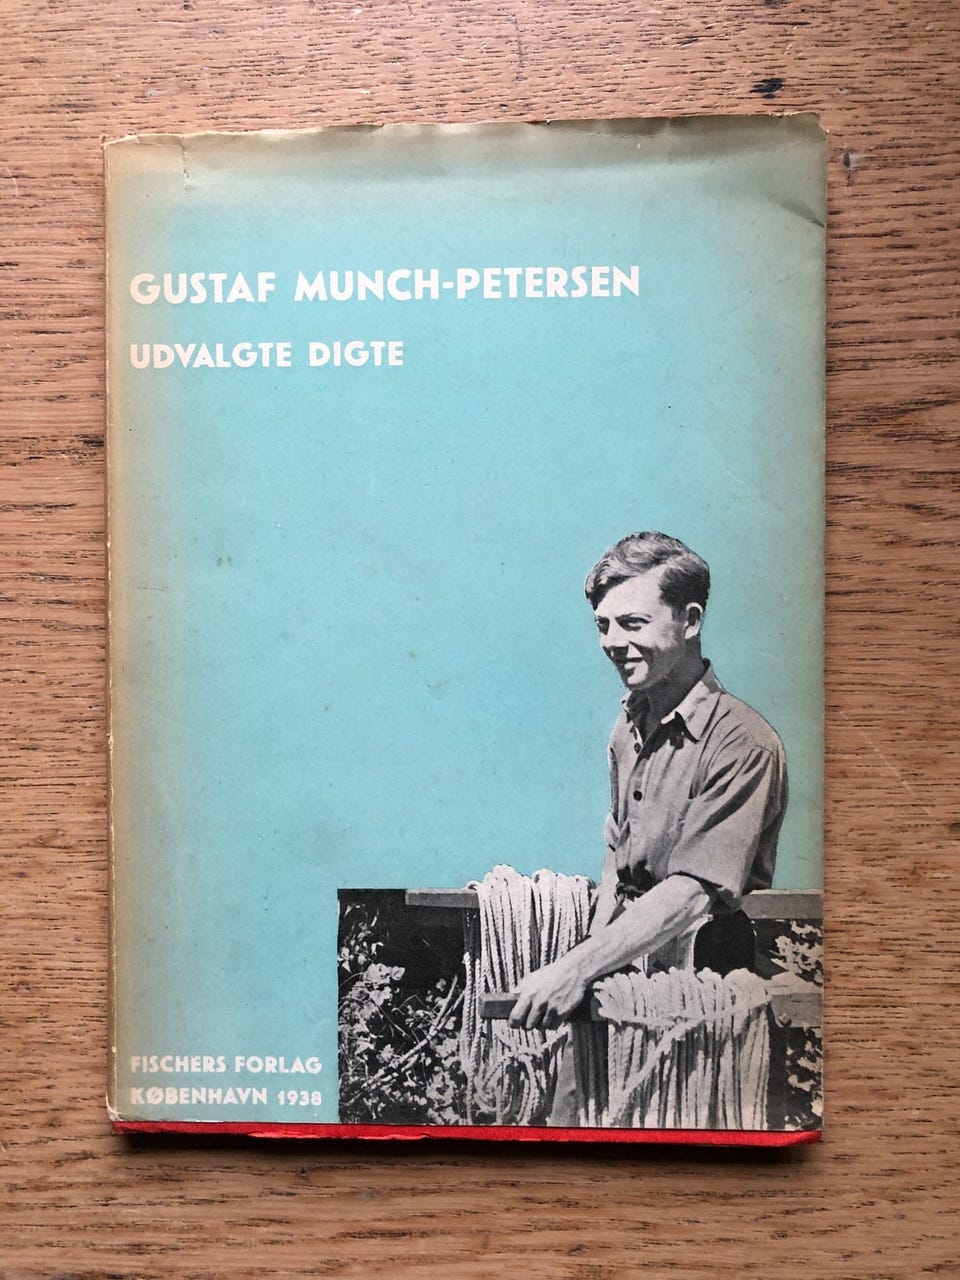 GUSTAF MUNCH-PETERSEN
UDVALGTE DIGTE
FISCHERS FORLAG
KØBENHAVN 1938